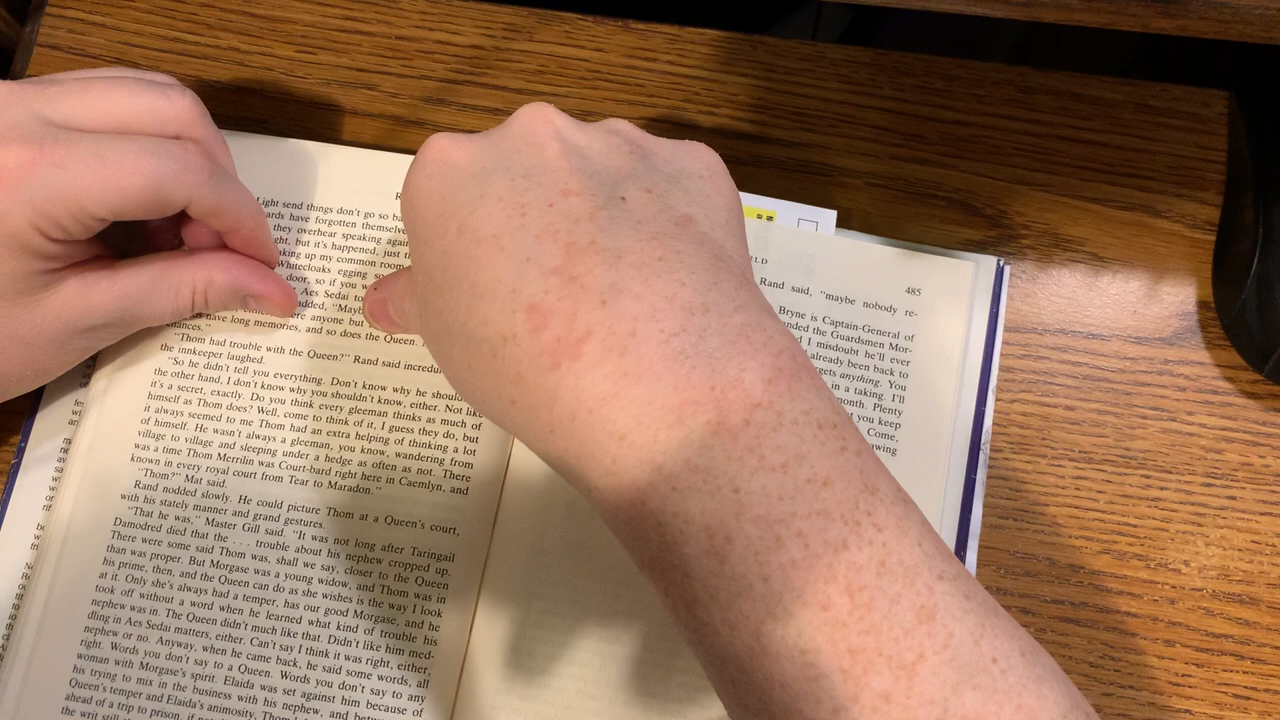 Light send things don't go so ba
ards have forgotten themselve
they overhear speaking again
ght, but it's happened, just t
aking up my common room
Whitecloaks egging so
door, so if you w
Aes Sedai to
added, "Mayb
ere anyone but
ds have long memories, and so does the Queen.
chances."
"Thom had trouble with the Queen?" Rand said incredu
the innkeeper laughed.
"So he didn't tell you everything. Don't know why he should
the other hand, I don't know why you shouldn't know, either. Not like
it's a secret, exactly. Do you think every gleeman thinks as much of
himself as Thom does? Well, come to think of it, I guess they do, but
it always seemed to me Thom had an extra helping of thinking a lot
of himself. He wasn't always a gleeman, you know, wandering from
village to village and sleeping under a hedge as often as not. There
was a time Thom Merrilin was Court-bard right here in Caemlyn, and
known in every royal court from Tear to Maradon."
"Thom?" Mat said.
Rand nodded slowly. He could picture Thom at a Queen's court,
with his stately manner and grand gestures.
"That he was," Master Gill said. "It was not long after Taringail
Damodred died that the . . . trouble about his nephew cropped up.
There were some said Thom was, shall we say, closer to the Queen
than was proper. But Morgase was a young widow, and Thom was in
his prime, then, and the Queen can do as she wishes is the way I look
at it. Only she's always had a temper, has our good Morgase, and he
took off without a word when he learned what kind of trouble his
nephew was in. The Queen didn't much like that. Didn't like him med-
dling in Aes Sedai matters, either. Can't say I think it was right, either,
nephew or no. Anyway, when he came back, he said some words, all
right. Words you don't say to a Queen. Words you don't say to any
woman with Morgase's spirit. Elaida was set against him because of
his trying to mix in the business with his nephew, and betw
Queen's temper and Elaida's animosity, Thom
ahead of a trip to prison, if not
the writ still
RLD
485
Rand said, "maybe nobody re-
Bryne is Captain-General of
nded the Guardsmen Mor-
I misdoubt he'll ever
already been back to
gets anything. You
in a taking. I'll
month. Plenty
t you keep
Come,
awing